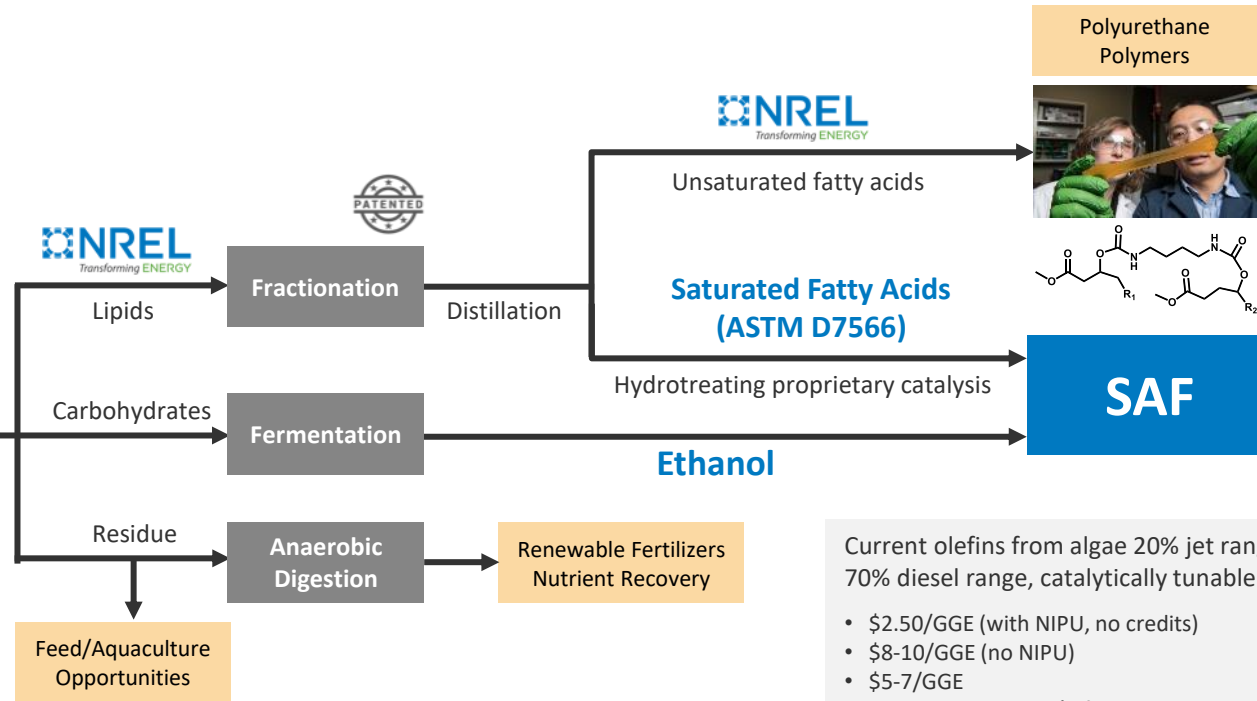 Polyurethane
Polymers
NREL
Transforming ENERGY
Unsaturated fatty acids
PATENTED
NREL
Transforming ENERGY
Lipids
Fractionation
Distillation
Saturated Fatty Acids
(ASTM D7566)
Hydrotreating proprietary catalysis
O
O
H
N
N
H
O
O
O
O
R1
O
O
R2
SAF
Carbohydrates
Fermentation
Ethanol
Residue
Anaerobic
Digestion
Renewable Fertilizers
Nutrient Recovery
Feed/Aquaculture
Opportunities
Current olefins from algae 20% jet ran
70% diesel range, catalytically tunable
• $2.50/GGE (with NIPU, no credits)
• $8-10/GGE (no NIPU)
• $5-7/GGE